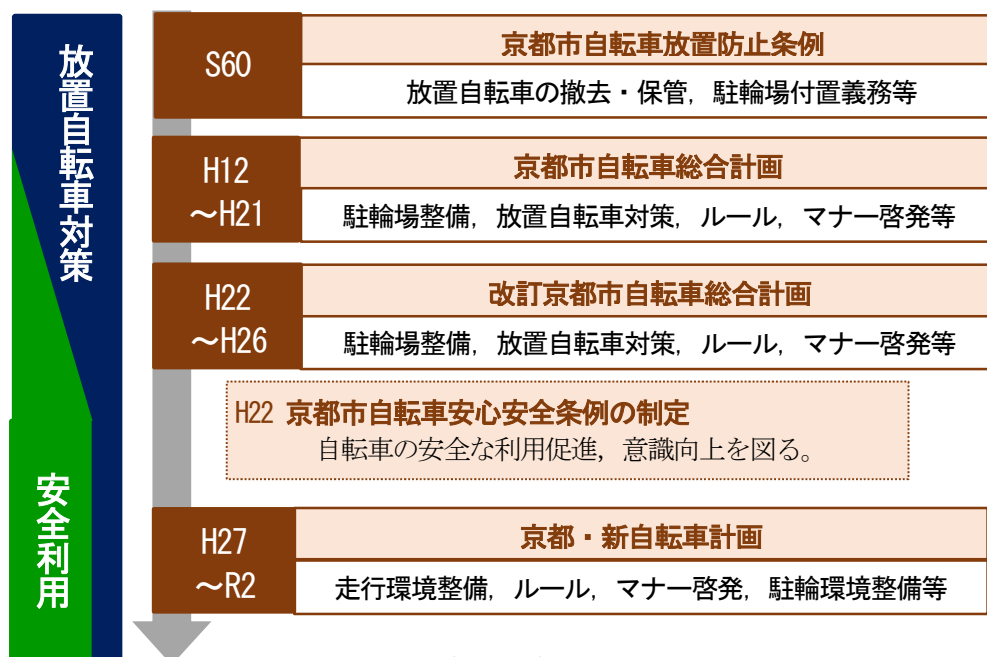 放置自転車対策
安全利用
S60
京都市自転車放置防止条例
放置自転車の撤去・保管，駐輪場付置義務等
H12
～H21
京都市自転車総合計画
駐輪場整備，放置自転車対策，ルール，マナー啓発等
H22
～H26
改訂京都市自転車総合計画
駐輪場整備，放置自転車対策，ルール，マナー啓発等
H22 京都市自転車安心安全条例の制定
自転車の安全な利用促進，意識向上を図る。
H27
～R2
京都・新自転車計画
走行環境整備，ルール，マナー啓発，駐輪環境整備等